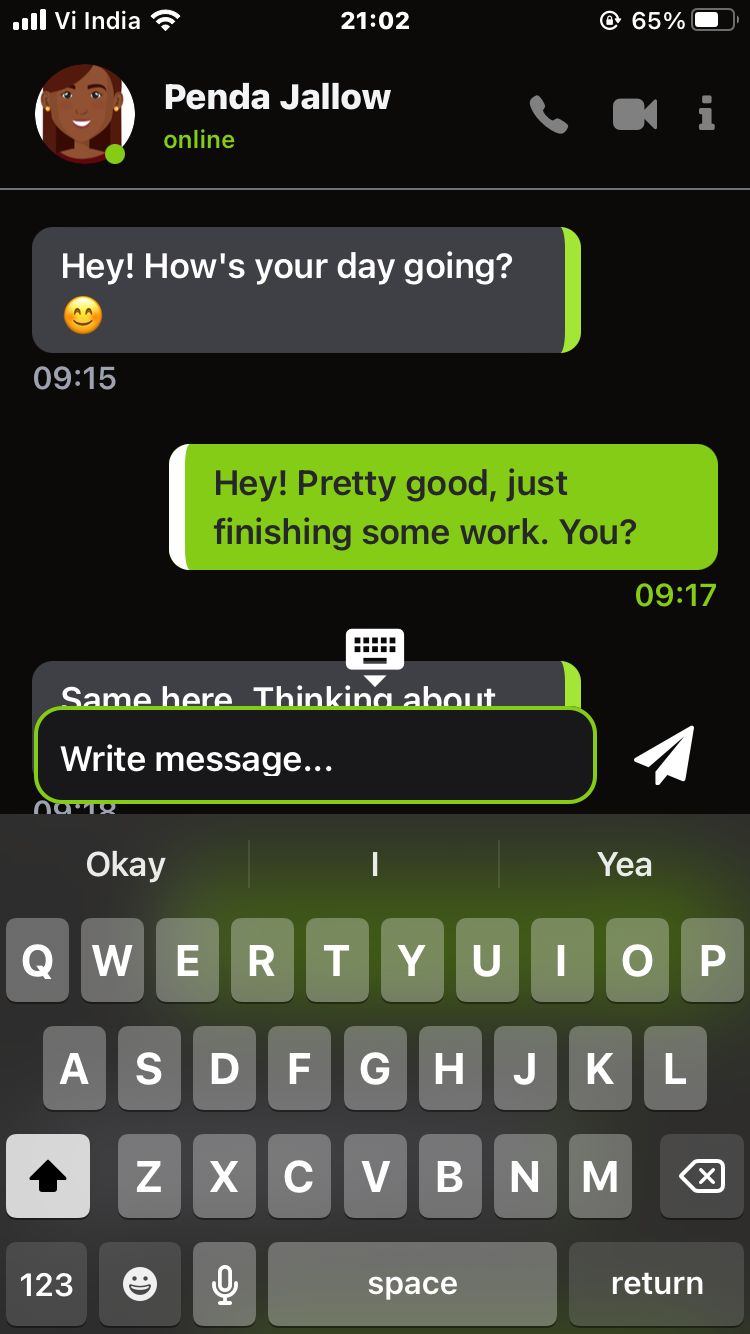 Vi India 21:02 65%
Penda Jallow
online
Hey! How's your day going?
😊
09:15
Hey! Pretty good, just
finishing some work. You?
09:17
Same here. Thinking about
Write message...
09:18
Okay I Yea
Q W E R T Y U I O P
A S D F G H J K L
Z X C V B N M
123 space return